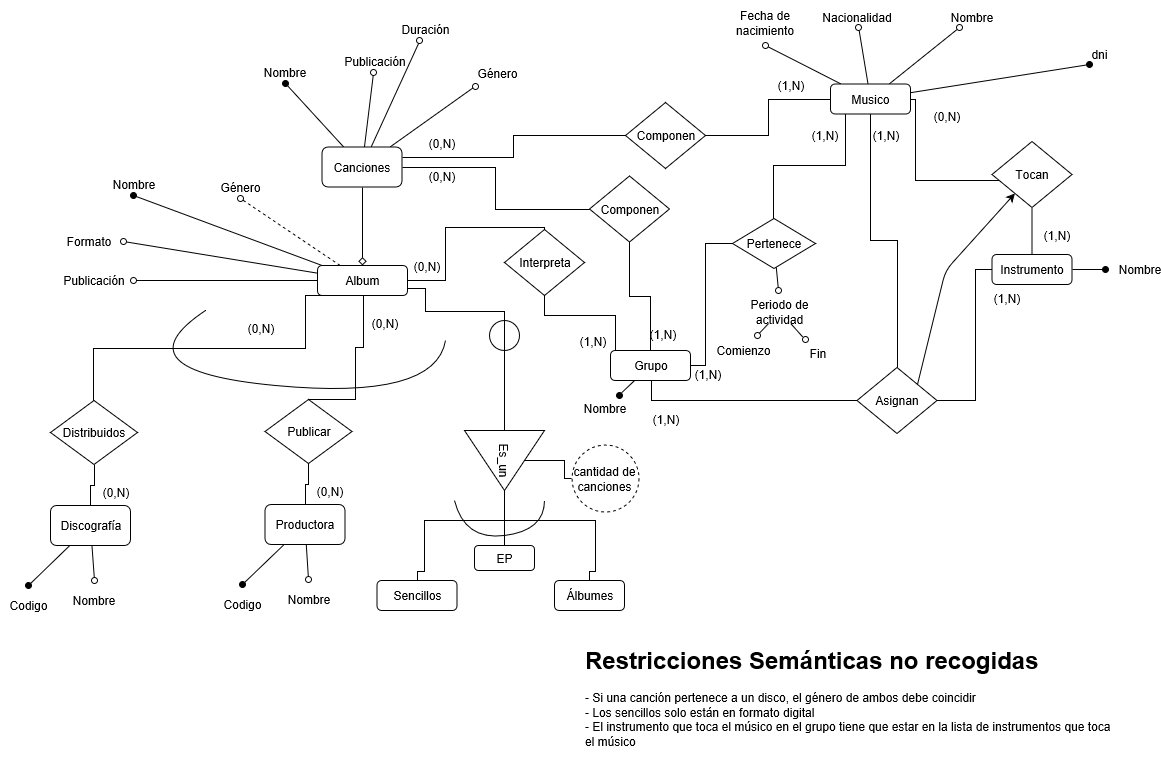 Fecha de
nacimiento
Nacionalidad
Nombre
dni
Duración
Publicación
Género
Nombre
(1,N)
Musico
(0,N)
Componen
(1,N)
(1,N)
(0,N)
(0,N)
Canciones
Tocan
Nombre
Género
Componen
Formato
Pertenece
(1,N)
Interpreta
(0,N)
Publicación
Album
Instrumento
Nombre
(1,N)
Periodo de
actividad
(0,N)
(0,N)
(1,N)
(1,N)
Comienzo
Fin
Grupo
(1,N)
Nombre
(1,N)
Asignan
Distribuidos
Publicar
Es_un
cantidad de
canciones
(0,N)
(0,N)
Discografía
Productora
EP
Sencillos
Álbumes
Codigo
Nombre
Codigo
Nombre
Restricciones Semánticas no recogidas
- Si una canción pertenece a un disco, el género de ambos debe coincidir
- Los sencillos solo están en formato digital
- El instrumento que toca el músico en el grupo tiene que estar en la lista de instrumentos que toca
el músico